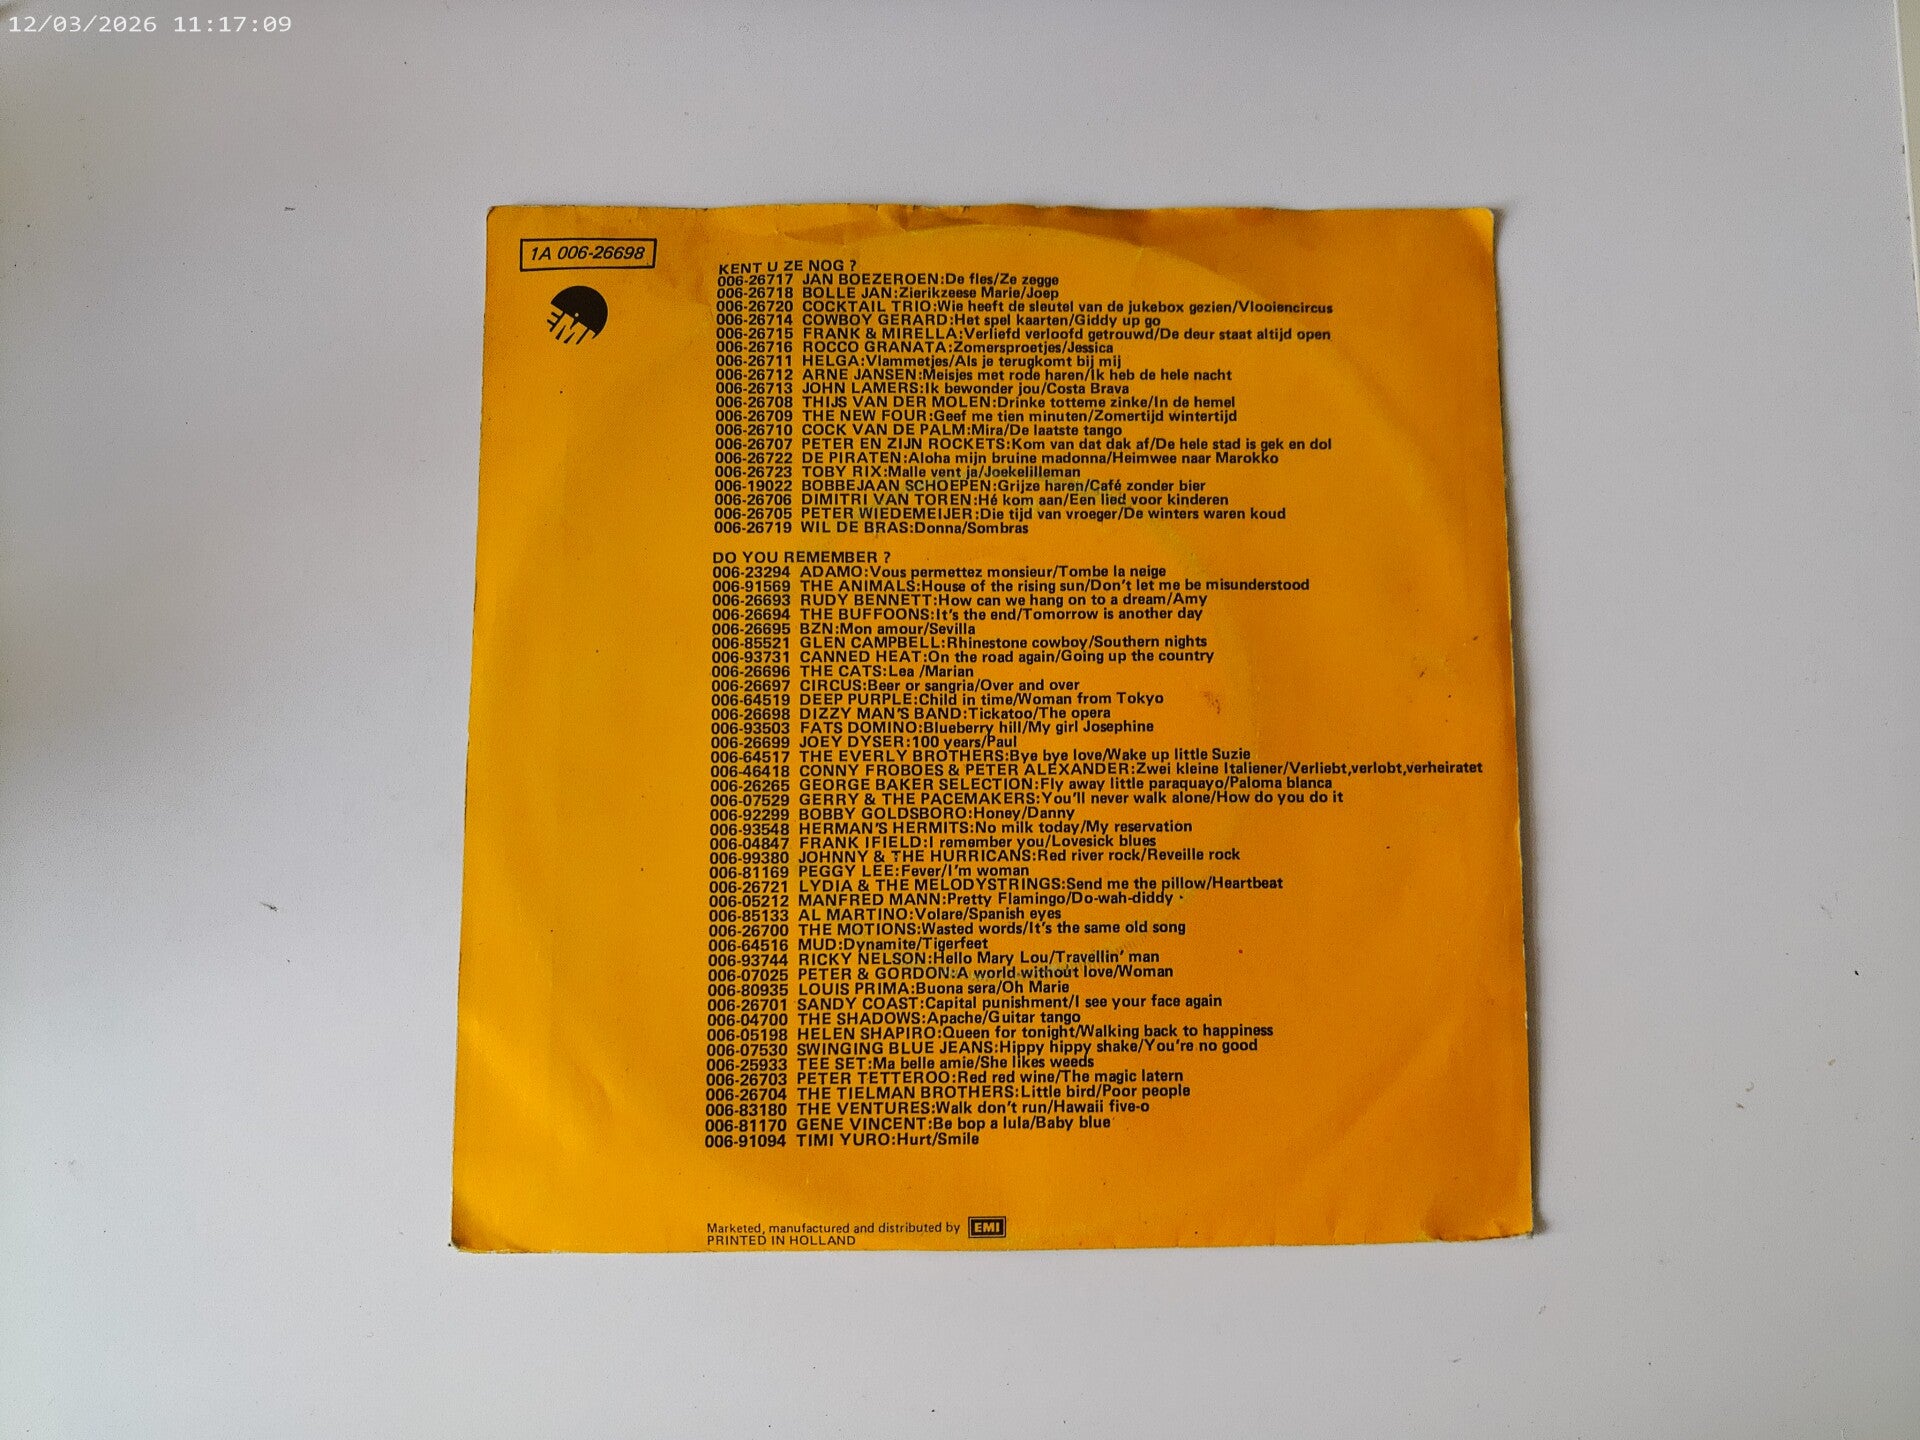 12/03/2026 11:17:09
1A 006-26698
EMI
KENT U ZE NOG ?
006-26717 JAN BOEZEROEN:De fles/Ze zegge
006-26718 BOLLE JAN:Zierikzeese Marie/Joep
006-26720 COCKTAIL TRIO:Wie heeft de sleutel van de jukebox gezien/Vlooiencircus
006-26714 COWBOY GERARD:Het spel kaarten/Giddy up go
006-26715 FRANK & MIRELLA:Verliefd verloofd getrouwd/De deur staat altijd open
006-26716 ROCCO GRANATA:Zomersproetjes/Jessica
006-26711 HELGA:Vlammetjes/Als je terugkomt bij mij
006-26712 ARNE JANSEN:Meisjes met rode haren/Ik heb de hele nacht
006-26713 JOHN LAMERS:Ik bewonder jou/Costa Brava
006-26708 THIJS VAN DER MOLEN:Drinke totteme zinke/In de hemel
006-26709 THE NEW FOUR:Geef me tien minuten/Zomertijd wintertijd
006-26710 COCK VAN DE PALM:Mira/De laatste tango
006-26707 PETER EN ZIJN ROCKETS:Kom van dat dak af/De hele stad is gek en dol
006-26722 DE PIRATEN:Aloha mijn bruine madonna/Heimwee naar Marokko
006-26723 TOBY RIX:Malle vent ja/Joekelilleman
006-19022 BOBBEJAAN SCHOEPEN:Grijze haren/Café zonder bier
006-26706 DIMITRI VAN TOREN:Hé kom aan/Een lied voor kinderen
006-26705 PETER WIEDEMEIJER:Die tijd van vroeger/De winters waren koud
006-26719 WIL DE BRAS:Donna/Sombras
DO YOU REMEMBER ?
006-23294 ADAMO:Vous permettez monsieur/Tombe la neige
006-91569 THE ANIMALS:House of the rising sun/Don't let me be misunderstood
006-26693 RUDY BENNETT:How can we hang on to a dream/Amy
006-26694 THE BUFFOONS:It's the end/Tomorrow is another day
006-26695 BZN:Mon amour/Sevilla
006-85521 GLEN CAMPBELL:Rhinestone cowboy/Southern nights
006-93731 CANNED HEAT:On the road again/Going up the country
006-26696 THE CATS:Lea /Marian
006-26697 CIRCUS:Beer or sangria/Over and over
006-64519 DEEP PURPLE:Child in time/Woman from Tokyo
006-26698 DIZZY MAN'S BAND:Tickatoo/The opera
006-93503 FATS DOMINO:Blueberry hill/My girl Josephine
006-26699 JOEY DYSER:100 years/Paul
006-64517 THE EVERLY BROTHERS:Bye bye love/Wake up little Suzie
006-46418 CONNY FROBOES & PETER ALEXANDER:Zwei kleine Italiener/Verliebt,verlobt,verheiratet
006-26265 GEORGE BAKER SELECTION:Fly away little paraquayo/Paloma blanca
006-07529 GERRY & THE PACEMAKERS:You'll never walk alone/How do you do it
006-92299 BOBBY GOLDSBORO:Honey/Danny
006-93548 HERMAN'S HERMITS:No milk today/My reservation
006-04847 FRANK IFIELD:I remember you/Lovesick blues
006-99380 JOHNNY & THE HURRICANS:Red river rock/Reveille rock
006-81169 PEGGY LEE:Fever/I'm woman
006-26721 LYDIA & THE MELODYSTRINGS:Send me the pillow/Heartbeat
006-05212 MANFRED MANN:Pretty Flamingo/Do-wah-diddy
006-85133 AL MARTINO:Volare/Spanish eyes
006-26700 THE MOTIONS:Wasted words/It's the same old song
006-64516 MUD:Dynamite/Tigerfeet
006-93744 RICKY NELSON:Hello Mary Lou/Travellin' man
006-07025 PETER & GORDON:A world without love/Woman
006-80935 LOUIS PRIMA:Buona sera/Oh Marie
006-26701 SANDY COAST:Capital punishment/I see your face again
006-04700 THE SHADOWS:Apache/Guitar tango
006-05198 HELEN SHAPIRO:Queen for tonight/Walking back to happiness
006-07530 SWINGING BLUE JEANS:Hippy hippy shake/You're no good
006-25933 TEE SET:Ma belle amie/She likes weeds
006-26703 PETER TETTEROO:Red red wine/The magic latern
006-26704 THE TIELMAN BROTHERS:Little bird/Poor people
006-83180 THE VENTURES:Walk don't run/Hawaii five-o
006-81170 GENE VINCENT:Be bop a lula/Baby blue
006-91094 TIMI YURO:Hurt/Smile
Marketed, manufactured and distributed by EMI
PRINTED IN HOLLAND